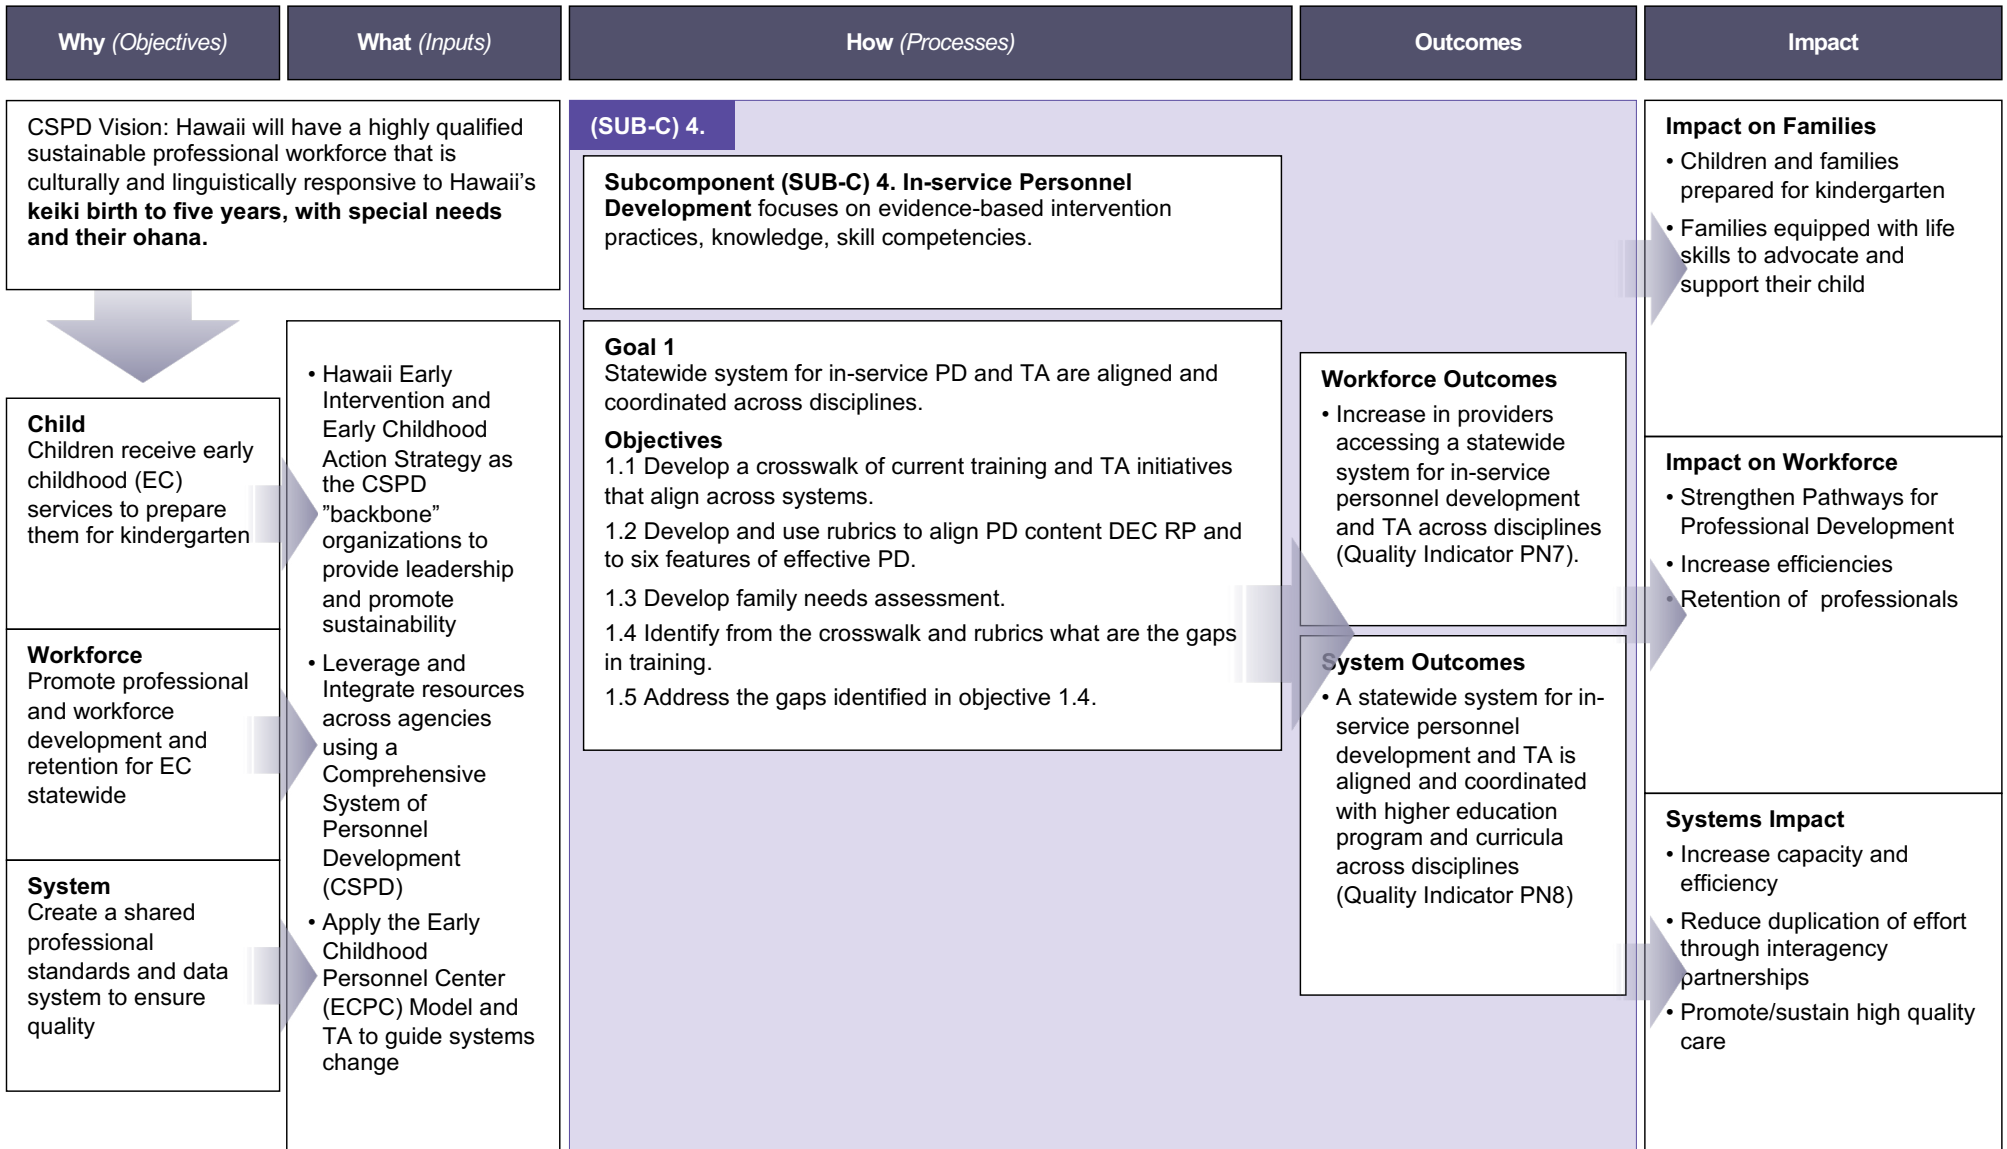 Why (Objectives)
What (Inputs)
How (Processes)
Outcomes
Impact
CSPD Vision: Hawaii will have a highly qualified
sustainable professional workforce that is
culturally and linguistically responsive to Hawaii’s
keiki birth to five years, with special needs
and their ohana.
Child
Children receive early
childhood (EC)
services to prepare
them for kindergarten
Workforce
Promote professional
and workforce
development and
retention for EC
statewide
System
Create a shared
professional
standards and data
system to ensure
quality
• Hawaii Early
Intervention and
Early Childhood
Action Strategy as
the CSPD
”backbone”
organizations to
provide leadership
and promote
sustainability
• Leverage and
Integrate resources
across agencies
using a
Comprehensive
System of
Personnel
Development
(CSPD)
• Apply the Early
Childhood
Personnel Center
(ECPC) Model and
TA to guide systems
change
(SUB-C) 4.
Subcomponent (SUB-C) 4. In-service Personnel
Development focuses on evidence-based intervention
practices, knowledge, skill competencies.
Goal 1
Statewide system for in-service PD and TA are aligned and
coordinated across disciplines.
Objectives
1.1 Develop a crosswalk of current training and TA initiatives
that align across systems.
1.2 Develop and use rubrics to align PD content DEC RP and
to six features of effective PD.
1.3 Develop family needs assessment.
1.4 Identify from the crosswalk and rubrics what are the gaps
in training.
1.5 Address the gaps identified in objective 1.4.
Workforce Outcomes
• Increase in providers
accessing a statewide
system for in-service
personnel development
and TA across disciplines
(Quality Indicator PN7).
System Outcomes
• A statewide system for in-
service personnel
development and TA is
aligned and coordinated
with higher education
program and curricula
across disciplines
(Quality Indicator PN8)
Impact on Families
• Children and families
prepared for kindergarten
• Families equipped with life
skills to advocate and
support their child
Impact on Workforce
• Strengthen Pathways for
Professional Development
• Increase efficiencies
• Retention of  professionals
Systems Impact
• Increase capacity and
efficiency
• Reduce duplication of effort
through interagency
partnerships
• Promote/sustain high quality
care